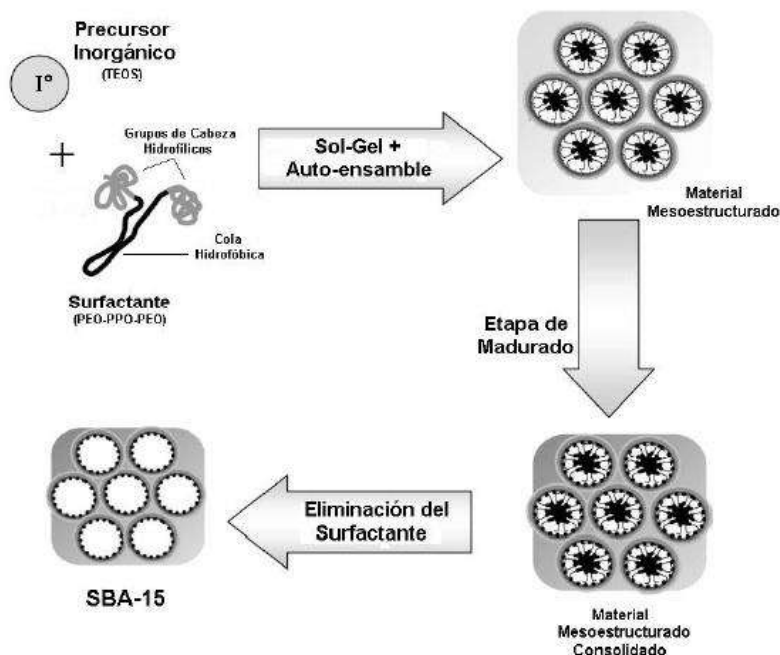 Precursor
Inorgánico
(TEOS)
I°
+
Grupos de Cabeza
Hidrofílicos
Cola
Hidrofóbica
Surfactante
(PEO-PPO-PEO)
Sol-Gel +
Auto-ensamble
Material
Mesoestructurado
Etapa de
Madurado
Material
Mesoestructurado
Consolidado
Eliminación del
Surfactante
SBA-15